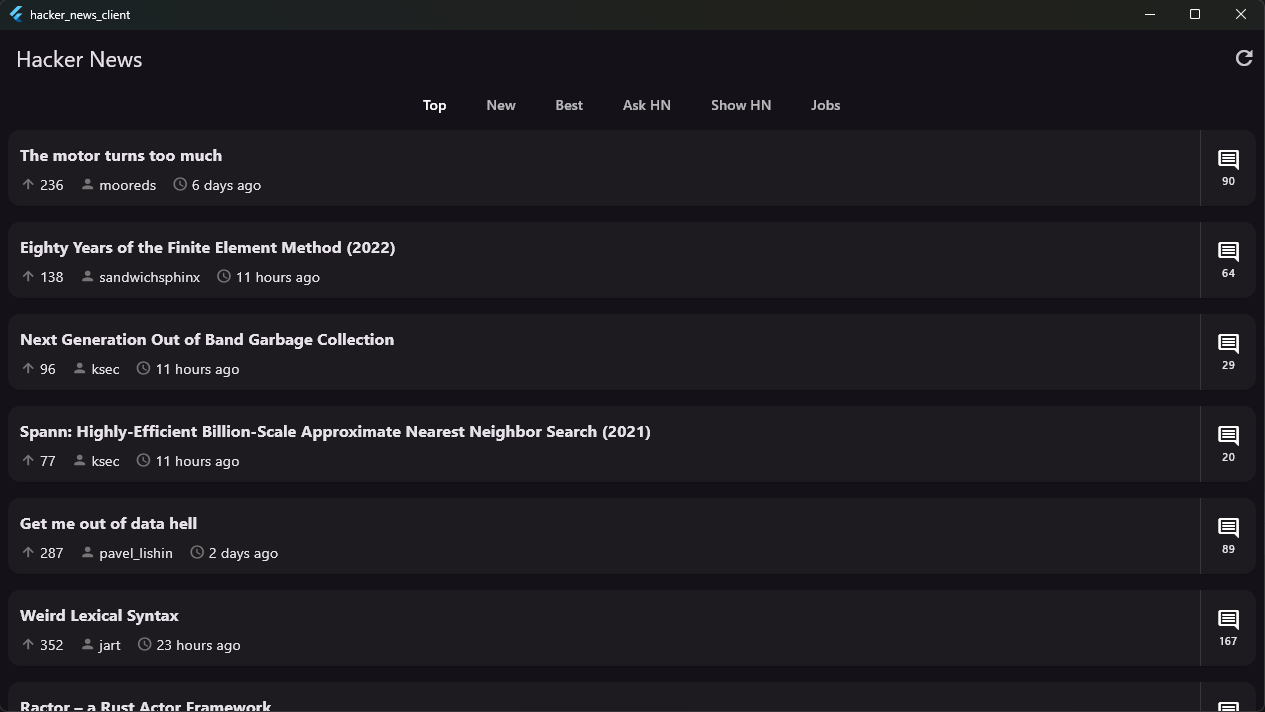 hacker_news_client
Hacker News
Top New Best Ask HN Show HN Jobs
The motor turns too much
236 mooreds 6 days ago
90
Eighty Years of the Finite Element Method (2022)
138 sandwichsphinx 11 hours ago
64
Next Generation Out of Band Garbage Collection
96 ksec 11 hours ago
29
Spann: Highly-Efficient Billion-Scale Approximate Nearest Neighbor Search (2021)
77 ksec 11 hours ago
20
Get me out of data hell
287 pavel_lishin 2 days ago
89
Weird Lexical Syntax
352 jart 23 hours ago
167
Ractor – a Rust Actor Framework